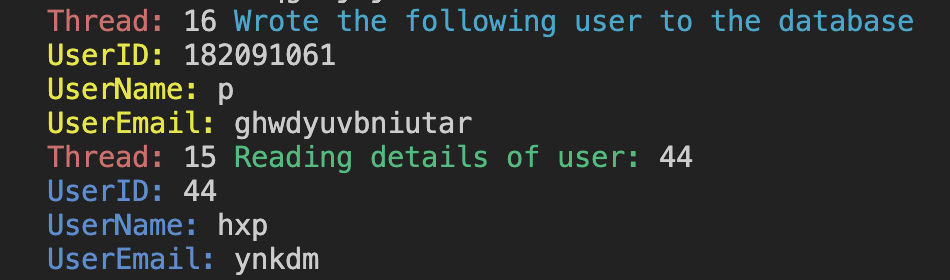 Thread: 16 Wrote the following user to the database
UserID: 182091061
UserName: p
UserEmail: ghwdyuvbniutar
Thread: 15 Reading details of user: 44
UserID: 44
UserName: hxp
UserEmail: ynkdm